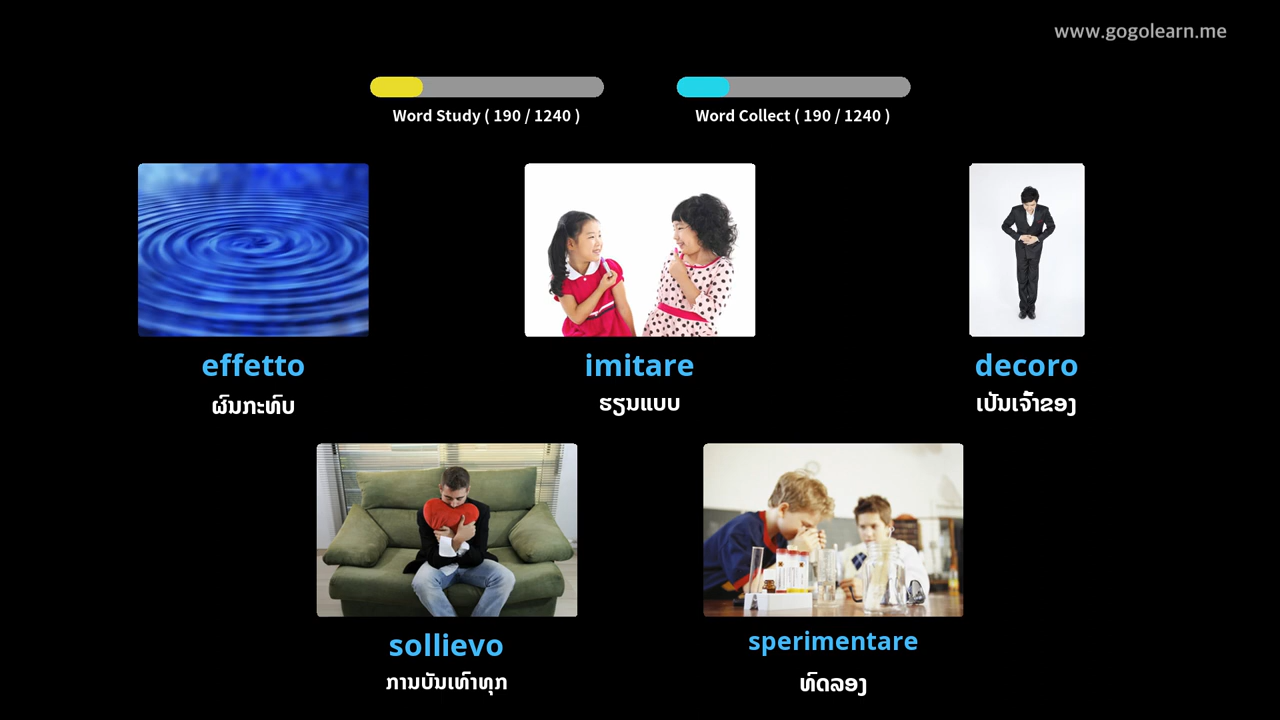 www.gogolearn.me
Word Study ( 190 / 1240 )
Word Collect ( 190 / 1240 )
effetto
imitare
decoro
ຜົນກະທົບ
ຮຽນແບບ
ເປັນເຈົ້າຂອງ
sollievo
sperimentare
ການບັນເທົາທຸກ
ທົດລອງ